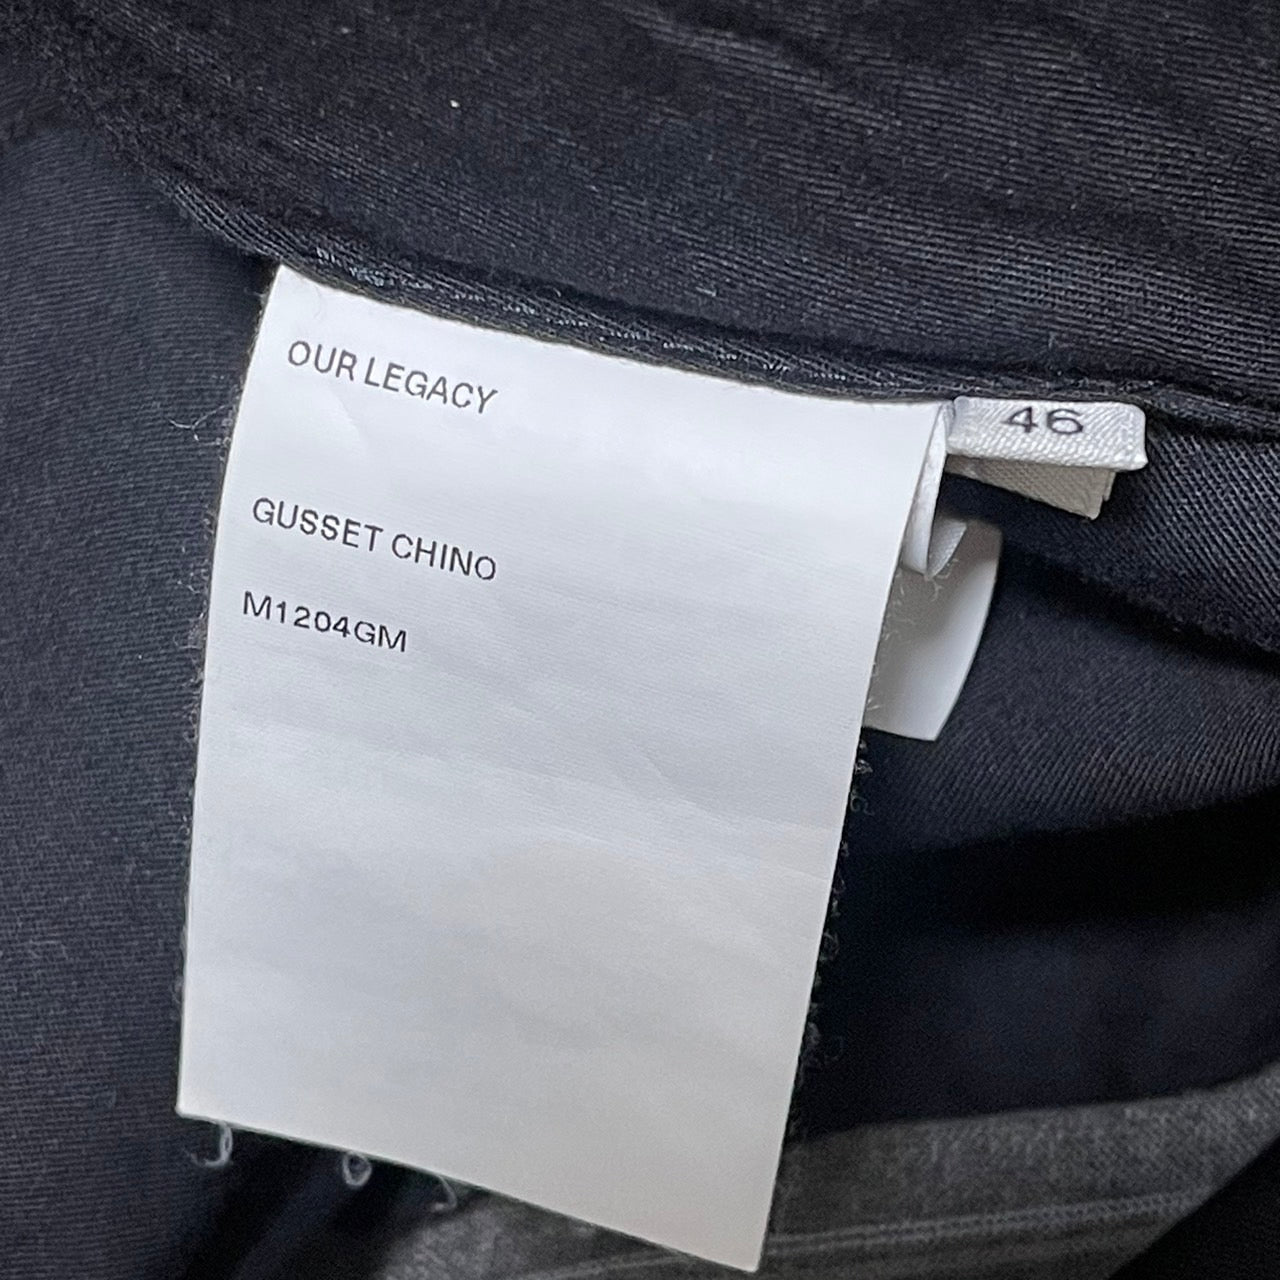 OUR LEGACY
46
GUSSET CHINO
M1204GM